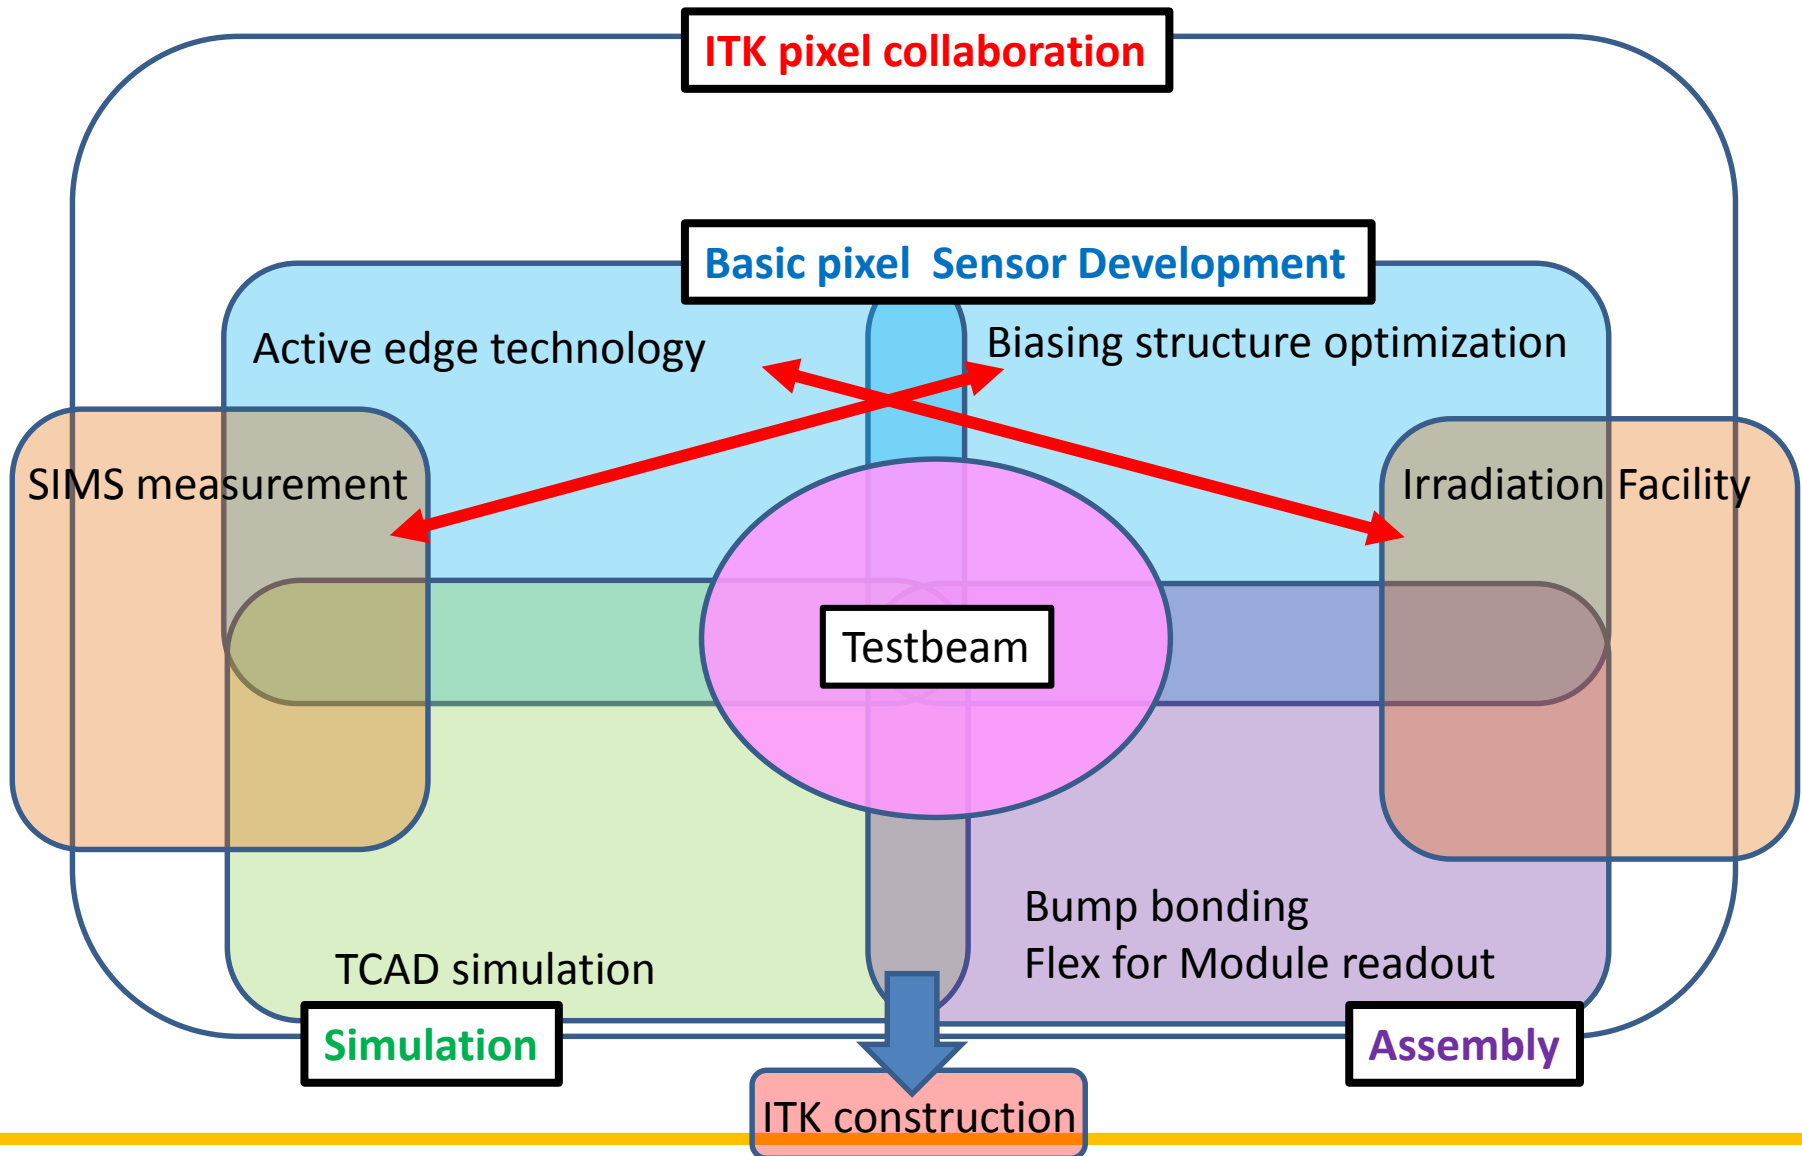 ITK pixel collaboration
Basic pixel  Sensor Development
Active edge technology
Biasing structure optimization
SIMS measurement
Irradiation Facility
Testbeam
Bump bonding
Flex for Module readout
TCAD simulation
Simulation
Assembly
ITK construction